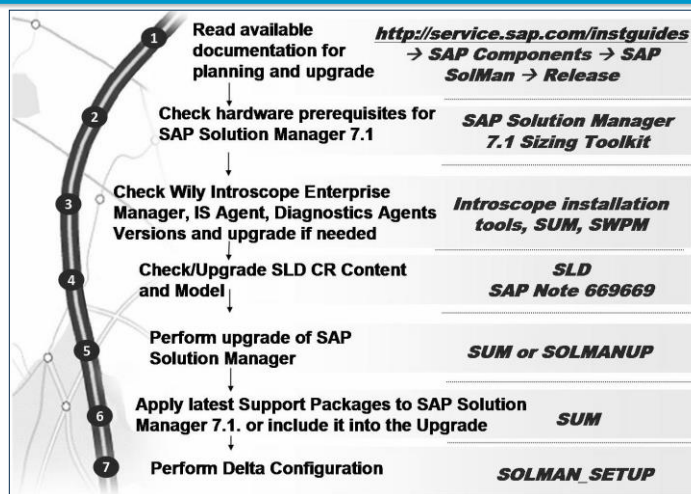 1
Read available
documentation for
planning and upgrade
http://service.sap.com/instguides
→ SAP Components → SAP
SolMan → Release
2
Check hardware prerequisites for
SAP Solution Manager 7.1
SAP Solution Manager
7.1 Sizing Toolkit
3
Check Wily Introscope Enterprise
Manager, IS Agent, Diagnostics Agents
Versions and upgrade if needed
Introscope installation
tools, SUM, SWPM
4
Check/Upgrade SLD CR Content
and Model
SLD
SAP Note 669669
5
Perform upgrade of SAP
Solution Manager
SUM or SOLMANUP
6
Apply latest Support Packages to SAP Solution
Manager 7.1. or include it into the Upgrade
SUM
7
Perform Delta Configuration
SOLMAN_SETUP